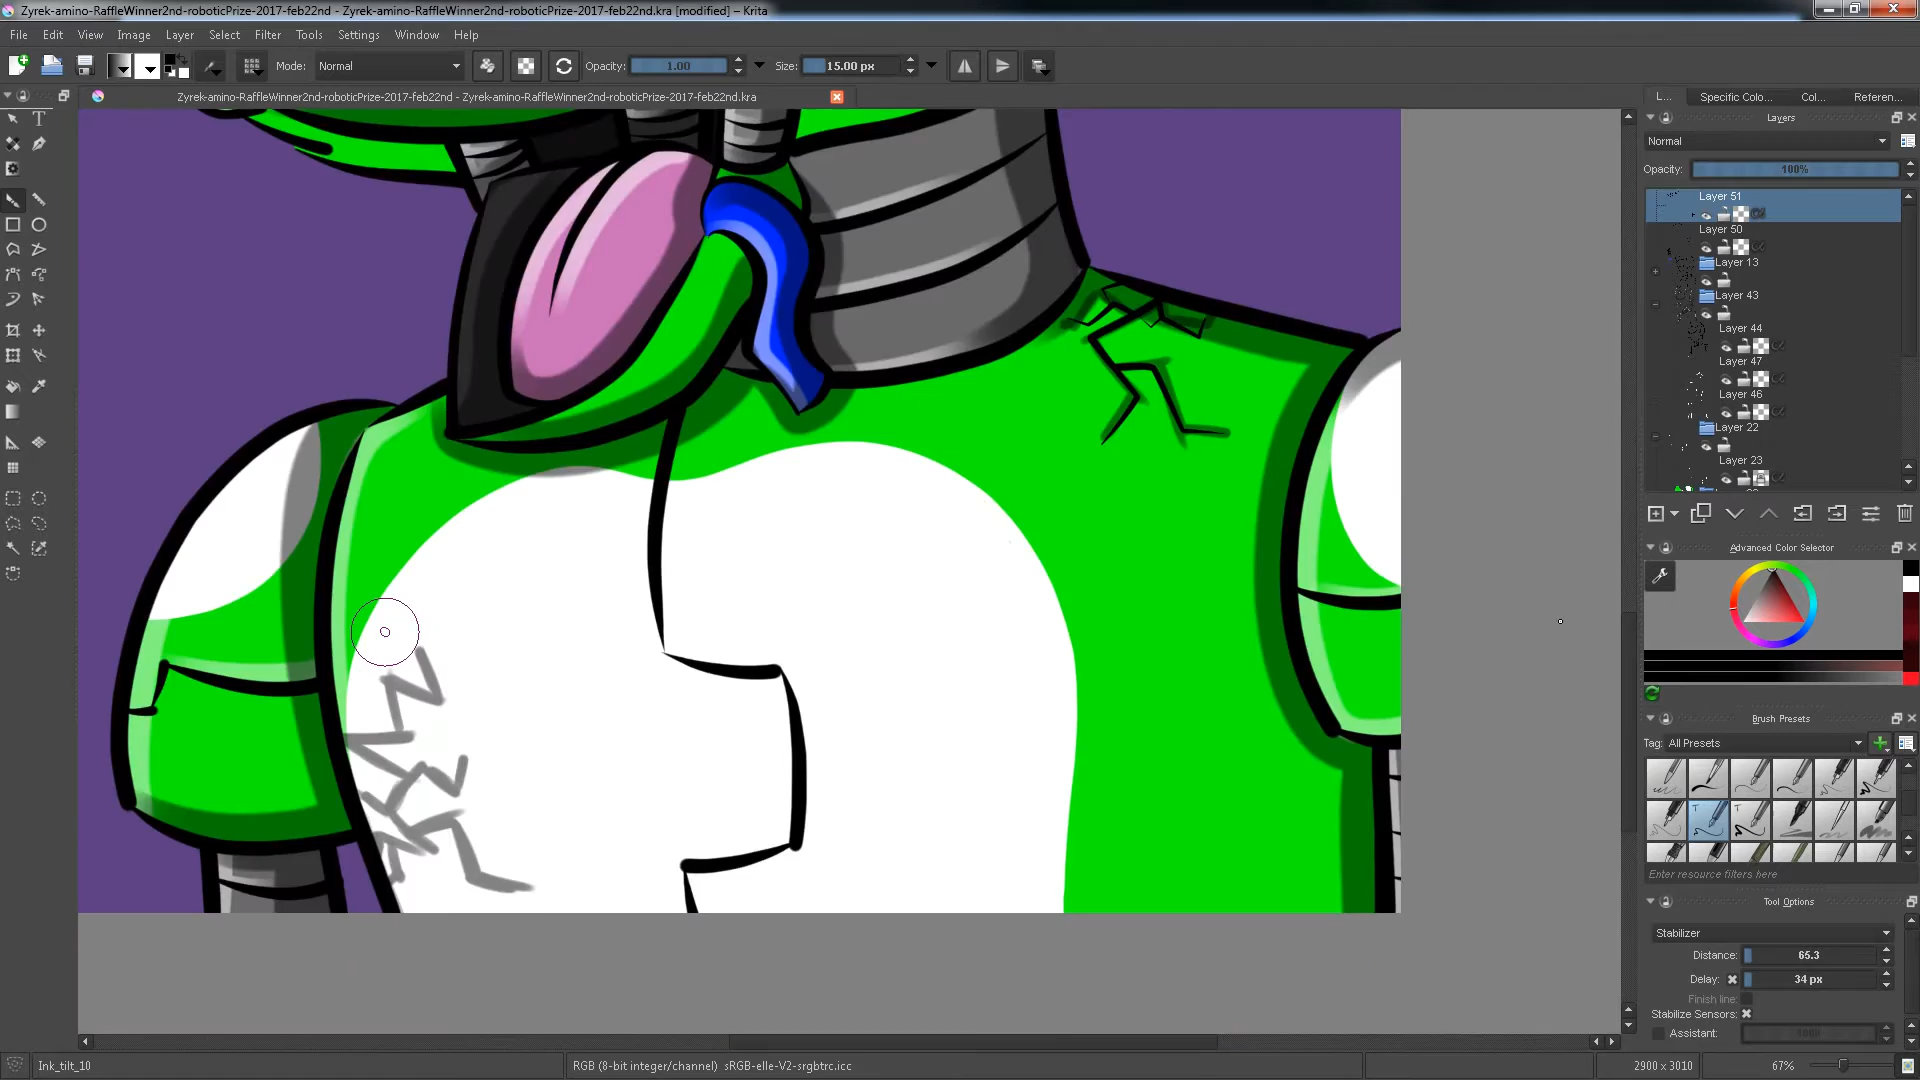 Zyrek-amino-RaffleWinner2nd-roboticPrize-2017-feb22nd - Zyrek-amino-RaffleWinner2nd-roboticPrize-2017-feb22nd.kra [modified] – Krita
File Edit View Image Layer Select Filter Tools Settings Window Help
Mode: Normal Opacity: 1.00 Size: 15.00 px
Zyrek-amino-RaffleWinner2nd-roboticPrize-2017-feb22nd - Zyrek-amino-RaffleWinner2nd-roboticPrize-2017-feb22nd.kra
L... Specific Colo... Col... Referen...
Layers
Normal
Opacity: 100%
Layer 51
Layer 50
Layer 13
Layer 43
Layer 44
Layer 47
Layer 46
Layer 22
Layer 23
Advanced Color Selector
Brush Presets
Tag: All Presets
Enter resource filters here
Tool Options
Stabilizer
Distance: 65.3
Delay: 34 px
Finish line:
Stabilize Sensors:
Assistant:
Ink_tilt_10
RGB (8-bit integer/channel) sRGB-elle-V2-srgbtrc.icc
2900 x 3010
67%